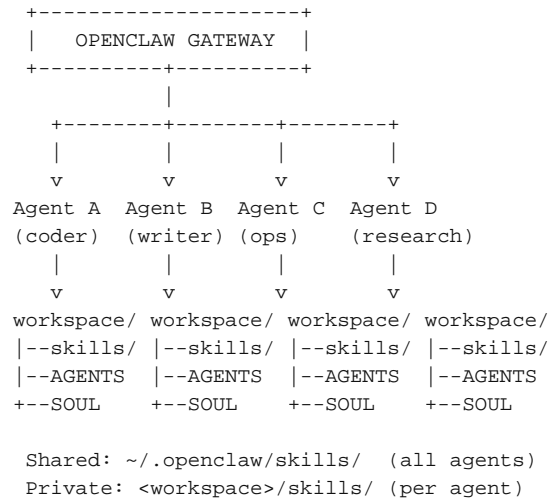 +---------------------+
|   OPENCLAW GATEWAY  |
+----------+----------+
           |
   +--------+--------+--------+
   |        |        |        |
   v        v        v        v
Agent A  Agent B  Agent C  Agent D
(coder)  (writer) (ops)    (research)
   |        |        |        |
   v        v        v        v
workspace/ workspace/ workspace/ workspace/
|--skills/ |--skills/ |--skills/ |--skills/
|--AGENTS  |--AGENTS  |--AGENTS  |--AGENTS
+--SOUL    +--SOUL    +--SOUL    +--SOUL
Shared: ~/.openclaw/skills/  (all agents)
Private: <workspace>/skills/ (per agent)